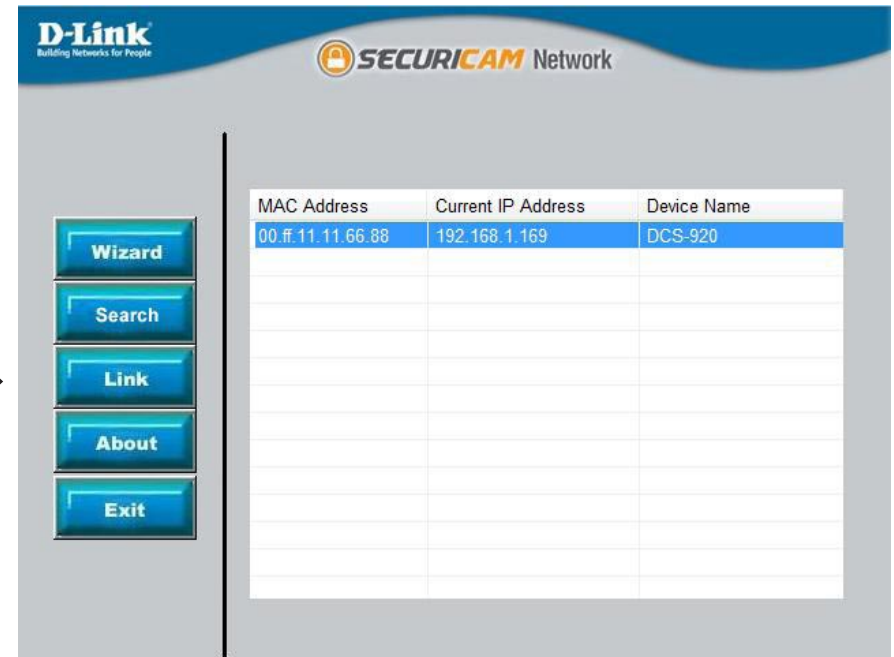 D-Link
Building Networks for People
SECURICAM Network
MAC Address Current IP Address Device Name
00.ff.11.11.66.88 192.168.1.169 DCS-920
Wizard
Search
Link
About
Exit